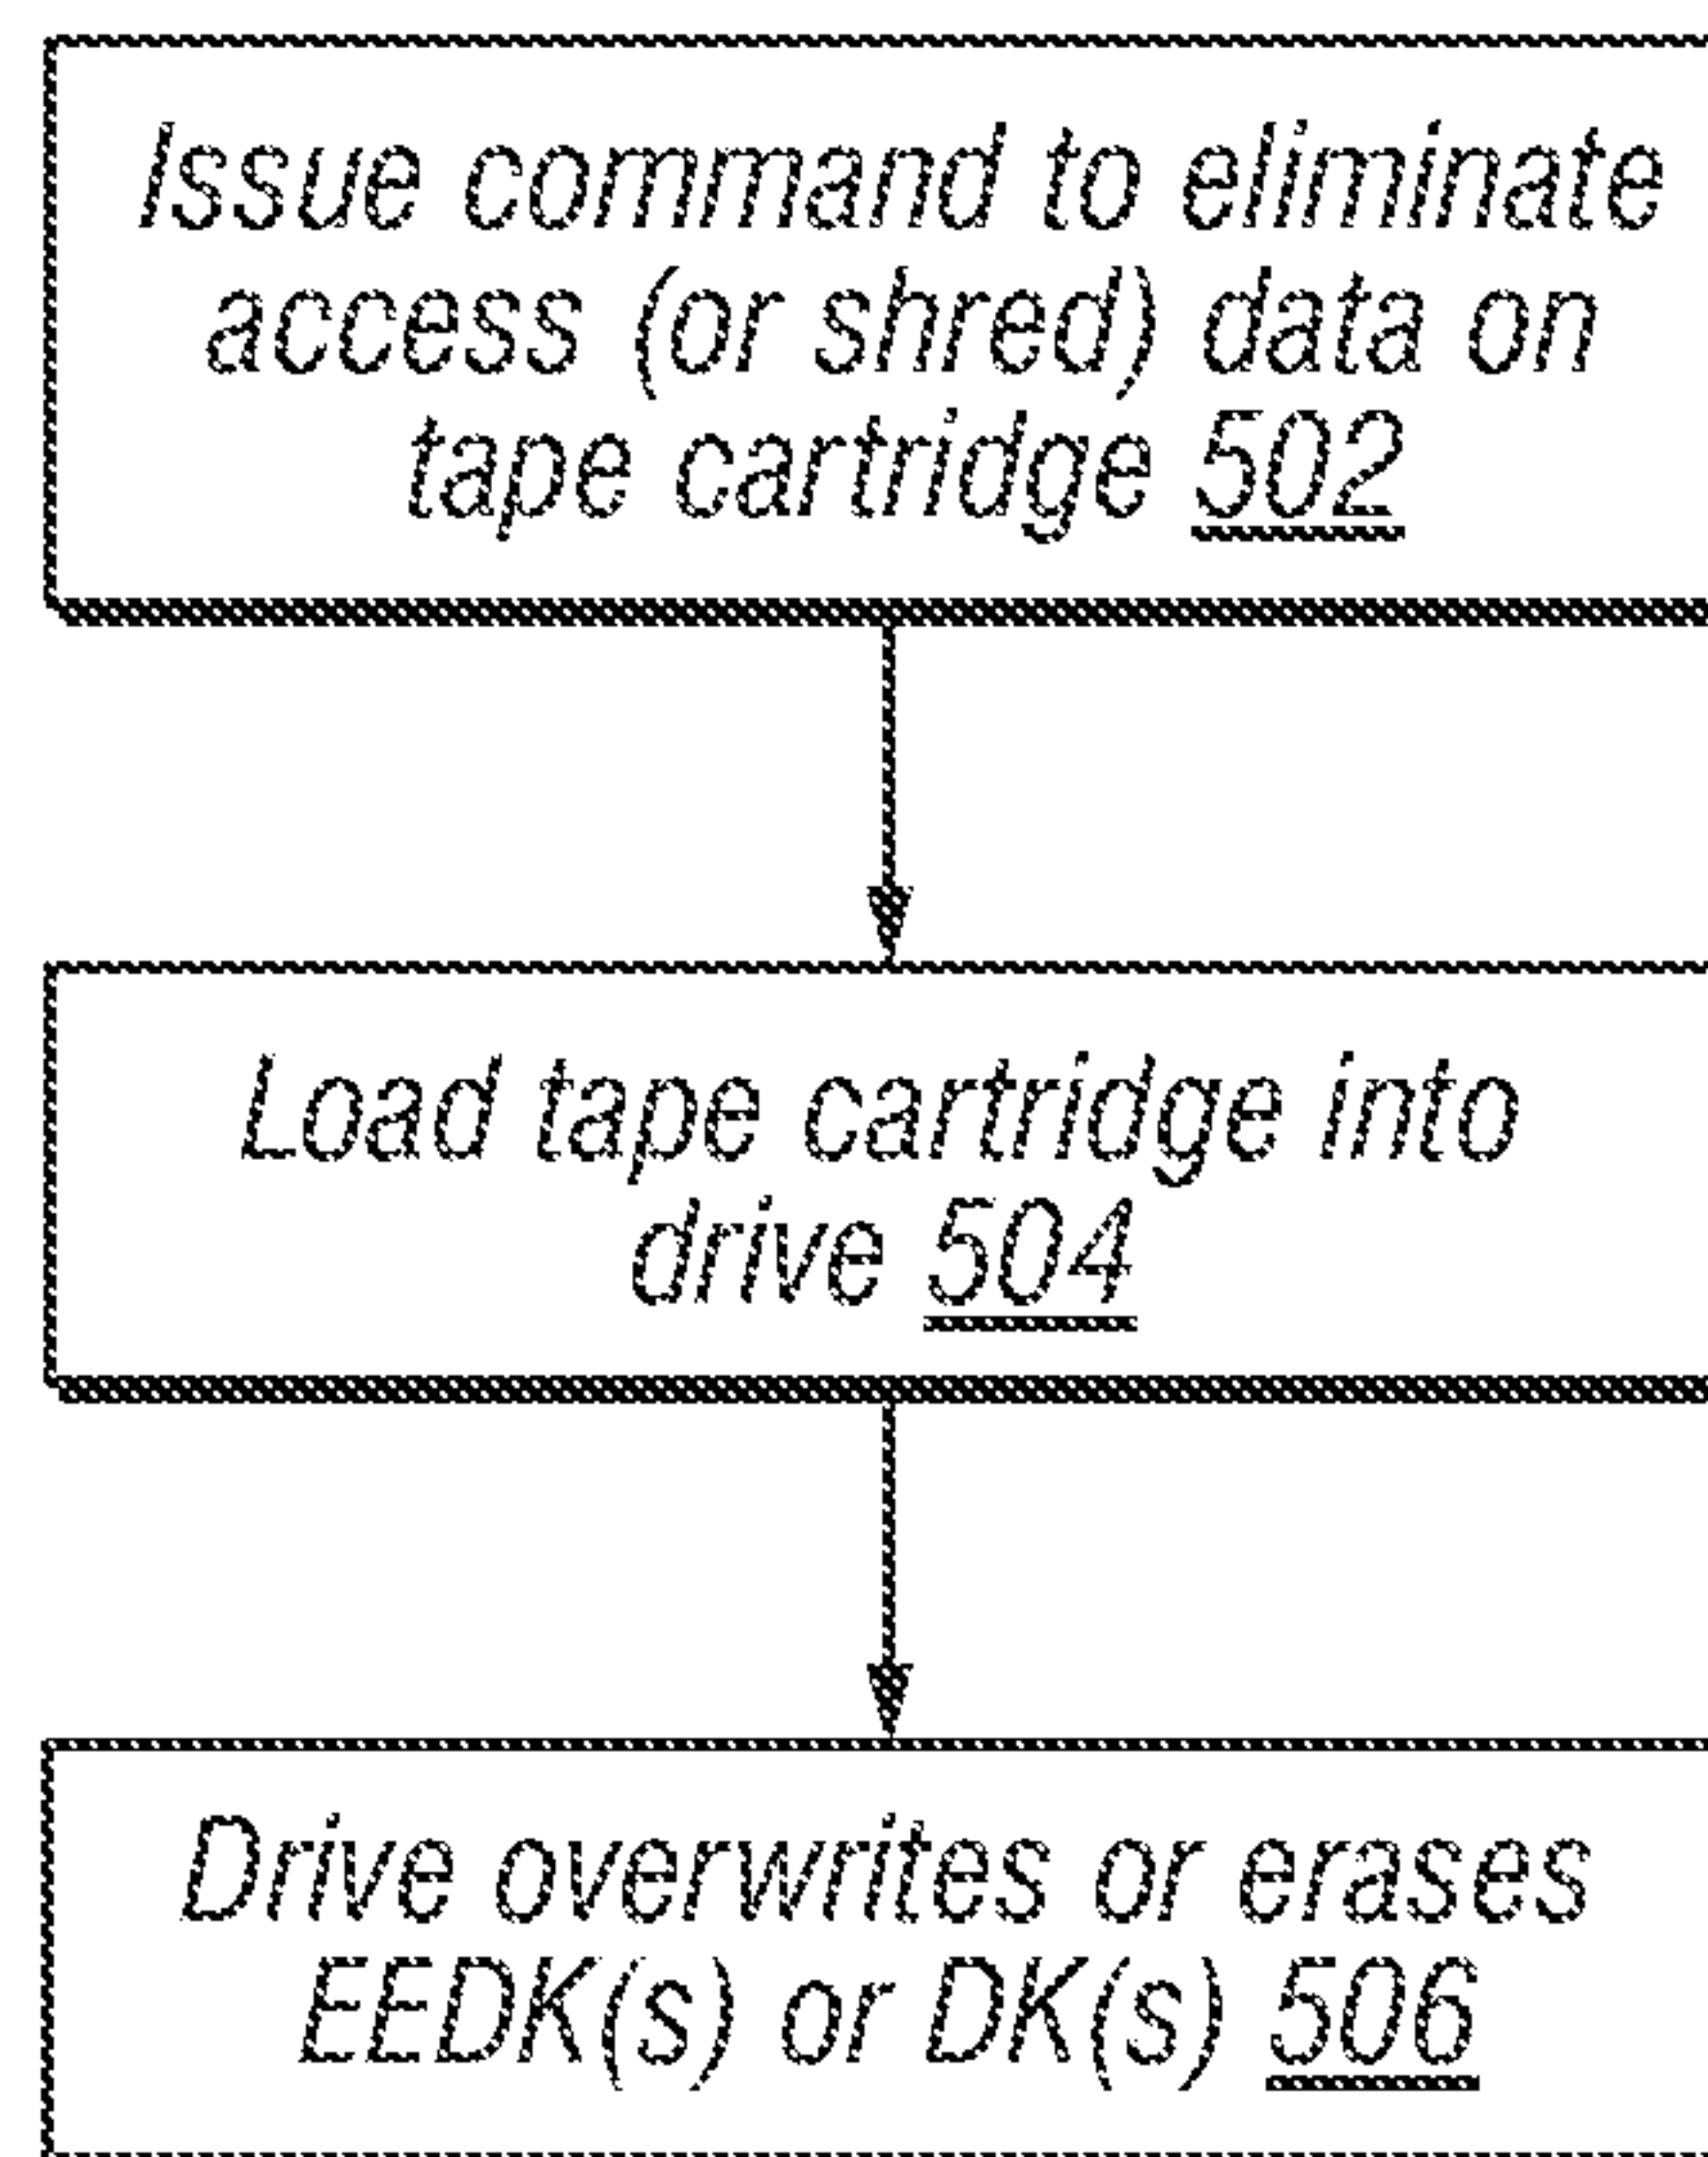 Issue command to eliminate
access (or shred) data on
tape cartridge 502
Load tape cartridge into
drive 504
Drive overwrites or erases
EEDK(s) or DK(s) 506